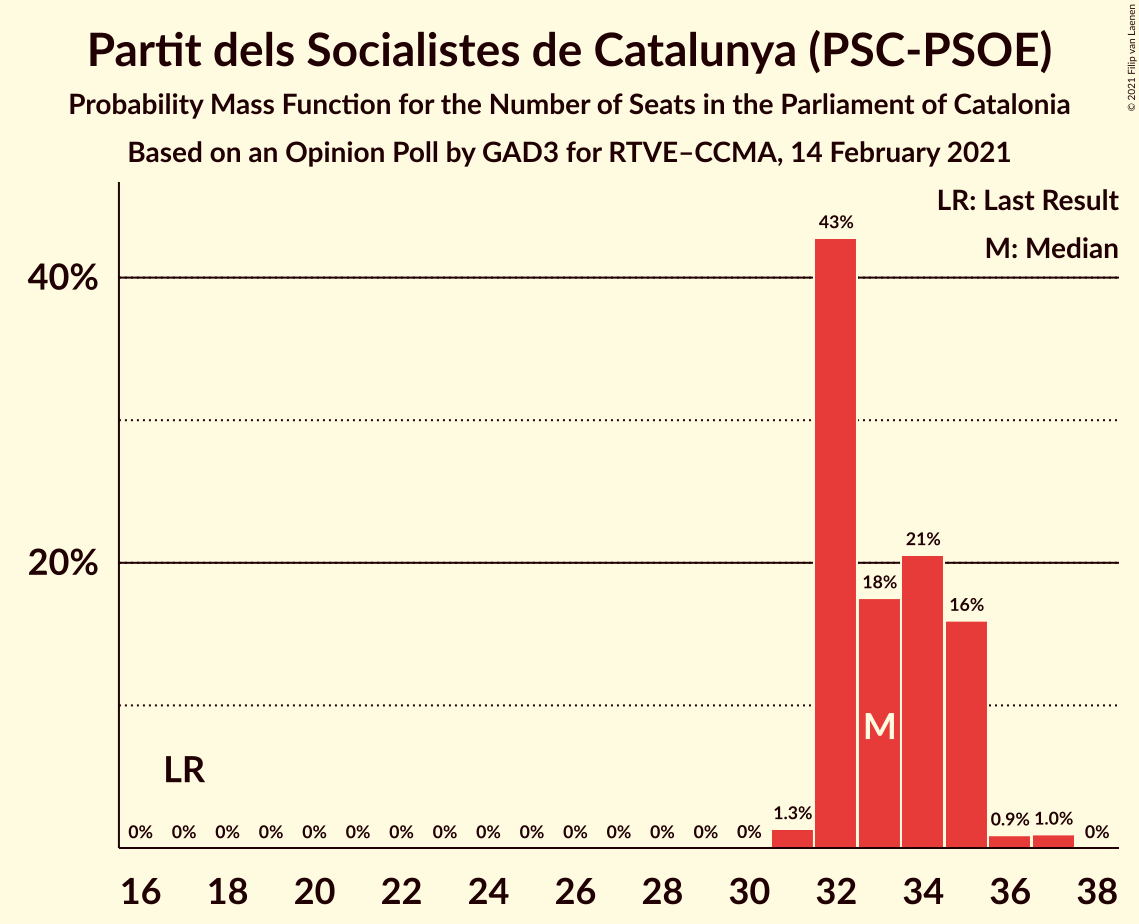 Partit dels Socialistes de Catalunya (PSC-PSOE)
Probability Mass Function for the Number of Seats in the Parliament of Catalonia
Based on an Opinion Poll by GAD3 for RTVE–CCMA, 14 February 2021
© 2021 Filip van Laenen
LR: Last Result
M: Median
43%
40%
21%
20%
18%
16%
M
LR
0% 0% 0% 0% 0% 0% 0% 0% 0% 0% 0% 0% 0% 0% 0% 1.3% 0.9% 1.0% 0%
16 18 20 22 24 26 28 30 32 34 36 38